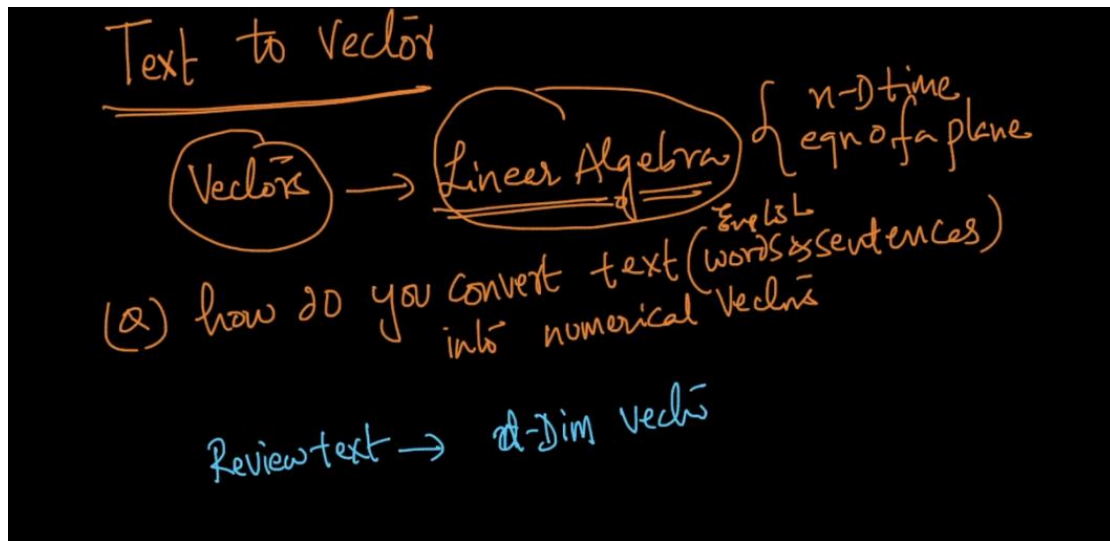 Text to vector
Vectors → Linear Algebra { n-D time
eqn of a plane
(Q) how do you convert text (English words & sentences)
into numerical vectors
Review text → d-Dim vector